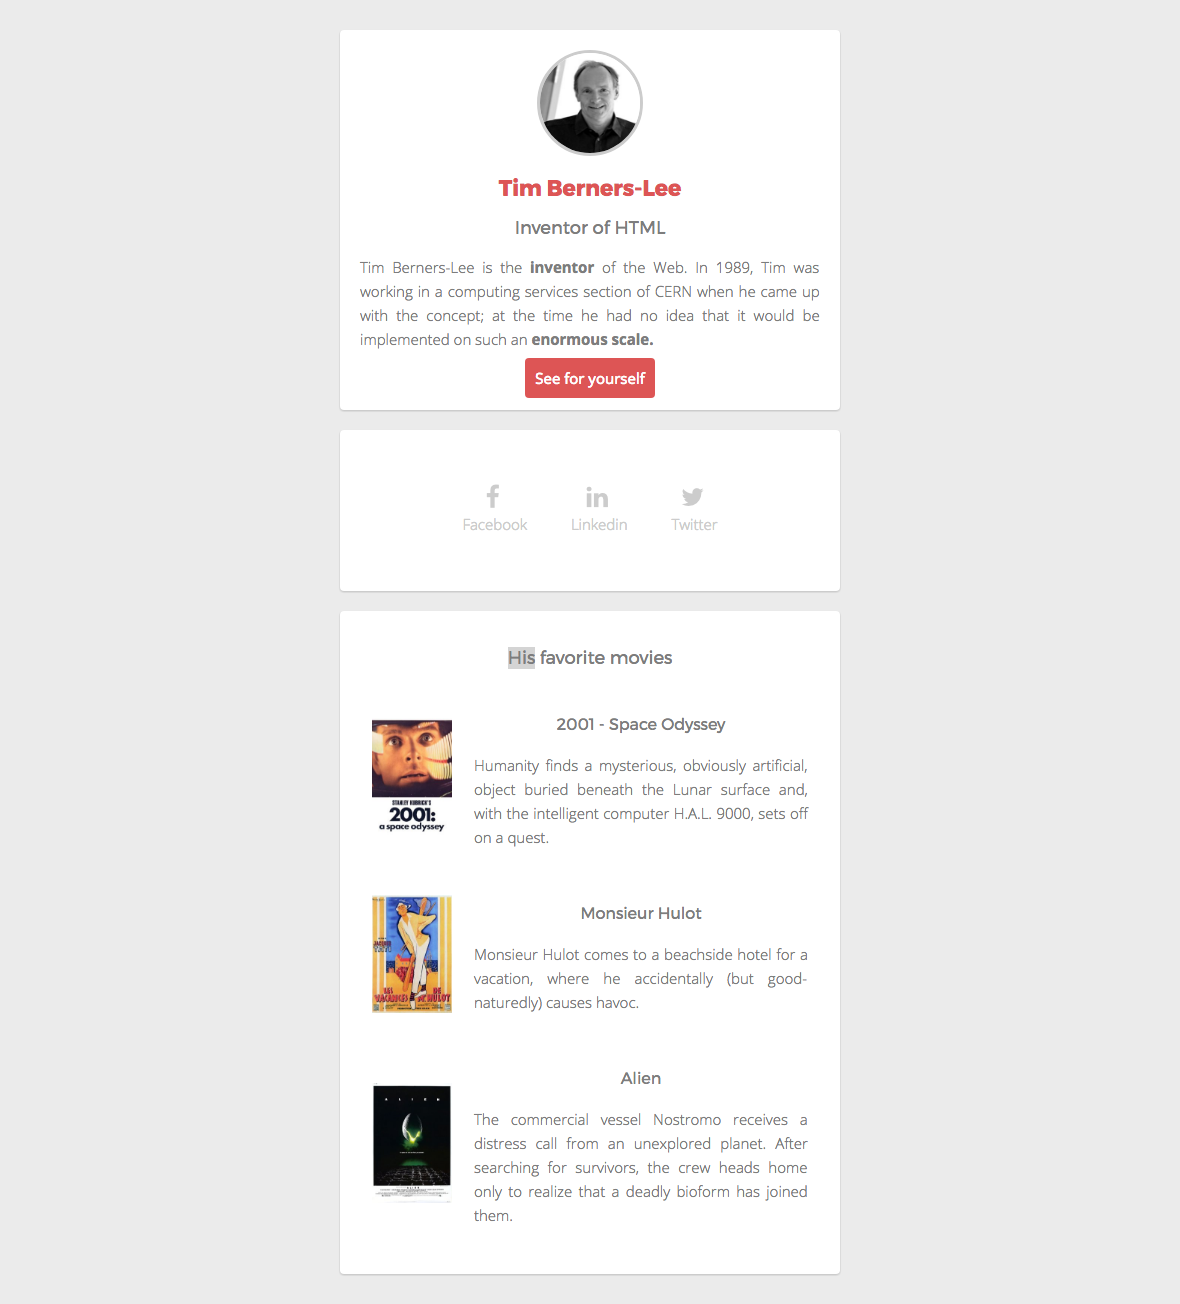 Tim Berners-Lee
Inventor of HTML
Tim Berners-Lee is the inventor of the Web. In 1989, Tim was
working in a computing services section of CERN when he came up
with the concept; at the time he had no idea that it would be
implemented on such an enormous scale.
See for yourself
Facebook
Linkedin
Twitter
His favorite movies
2001 - Space Odyssey
Humanity finds a mysterious, obviously artificial,
object buried beneath the Lunar surface and,
with the intelligent computer H.A.L. 9000, sets off
on a quest.
STANLEY KUBRICK'S
2001:
a space odyssey
Monsieur Hulot
Monsieur Hulot comes to a beachside hotel for a
vacation, where he accidentally (but good-
naturedly) causes havoc.
LES VACANCES DE Mr HULOT
Alien
The commercial vessel Nostromo receives a
distress call from an unexplored planet. After
searching for survivors, the crew heads home
only to realize that a deadly bioform has joined
them.
ALIEN